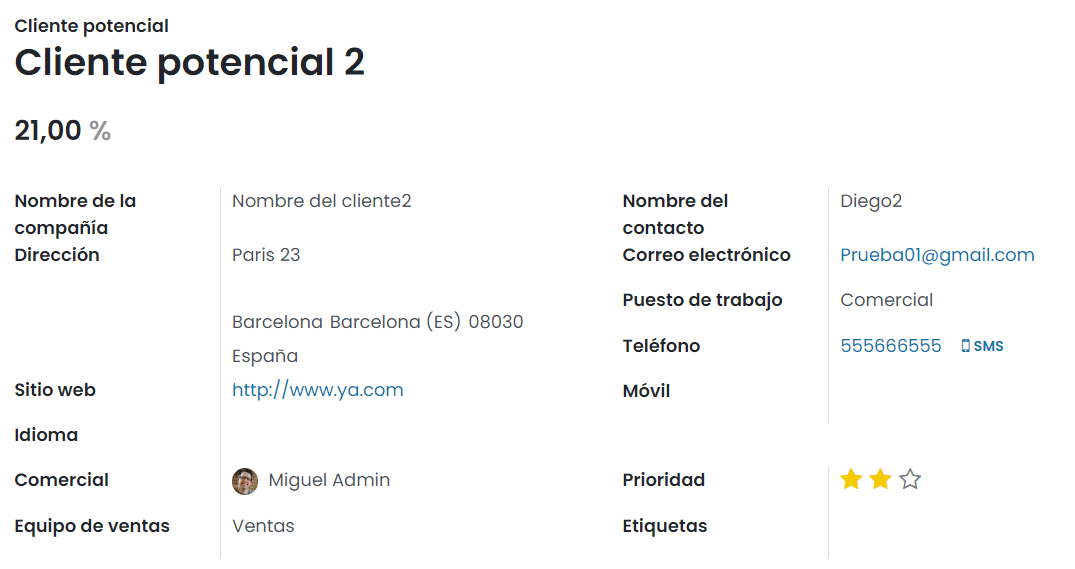 Cliente potencial
Cliente potencial 2
21,00 %
Nombre de la compañía
Nombre del cliente2
Dirección
Paris 23
Barcelona Barcelona (ES) 08030
España
Sitio web
http://www.ya.com
Idioma
Nombre del contacto
Diego2
Correo electrónico
Prueba01@gmail.com
Puesto de trabajo
Comercial
Teléfono
555666555 SMS
Móvil
Comercial
Miguel Admin
Equipo de ventas
Ventas
Prioridad
Etiquetas